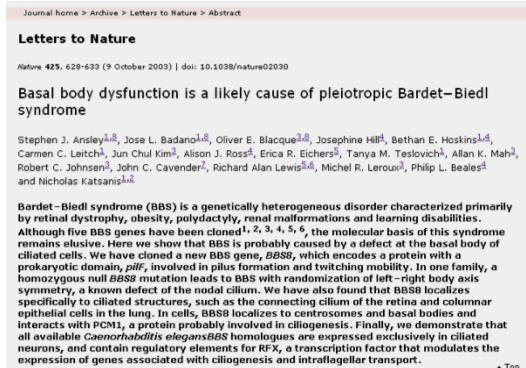 Journal home > Archive > Letters to Nature > Abstract
Letters to Nature
Nature 425, 628-633 (9 October 2003) | doi: 10.1038/nature02030
Basal body dysfunction is a likely cause of pleiotropic Bardet–Biedl
syndrome
Stephen J. Ansley1,8, Jose L. Badano1,8, Oliver E. Blacque3,8, Josephine Hill4, Bethan E. Hoskins1,4,
Carmen C. Leitch1, Jun Chul Kim3, Alison J. Ross4, Erica R. Eichers5, Tanya M. Teslovich1, Allan K. Mah3,
Robert C. Johnsen3, John C. Cavender7, Richard Alan Lewis5,6, Michel R. Leroux3, Philip L. Beales4
and Nicholas Katsanis1,2
Bardet–Biedl syndrome (BBS) is a genetically heterogeneous disorder characterized primarily
by retinal dystrophy, obesity, polydactyly, renal malformations and learning disabilities.
Although five BBS genes have been cloned1, 2, 3, 4, 5, 6, the molecular basis of this syndrome
remains elusive. Here we show that BBS is probably caused by a defect at the basal body of
ciliated cells. We have cloned a new BBS gene, BBS8, which encodes a protein with a
prokaryotic domain, pilF, involved in pilus formation and twitching mobility. In one family, a
homozygous null BBS8 mutation leads to BBS with randomization of left–right body axis
symmetry, a known defect of the nodal cilium. We have also found that BBS8 localizes
specifically to ciliated structures, such as the connecting cilium of the retina and columnar
epithelial cells in the lung. In cells, BBS8 localizes to centrosomes and basal bodies and
interacts with PCM1, a protein probably involved in ciliogenesis. Finally, we demonstrate that
all available Caenorhabditis elegansBBS homologues are expressed exclusively in ciliated
neurons, and contain regulatory elements for RFX, a transcription factor that modulates the
expression of genes associated with ciliogenesis and intraflagellar transport.
Top